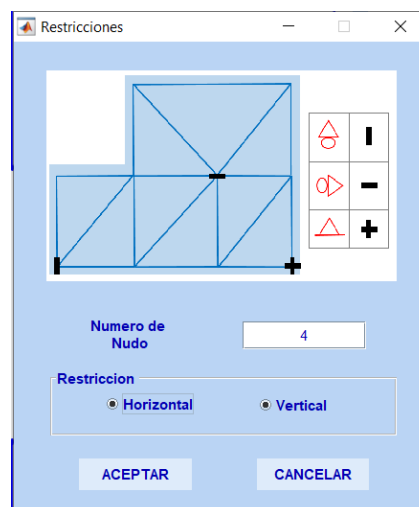 Restricciones
Numero de
Nudo
4
Restriccion
Horizontal
Vertical
ACEPTAR
CANCELAR